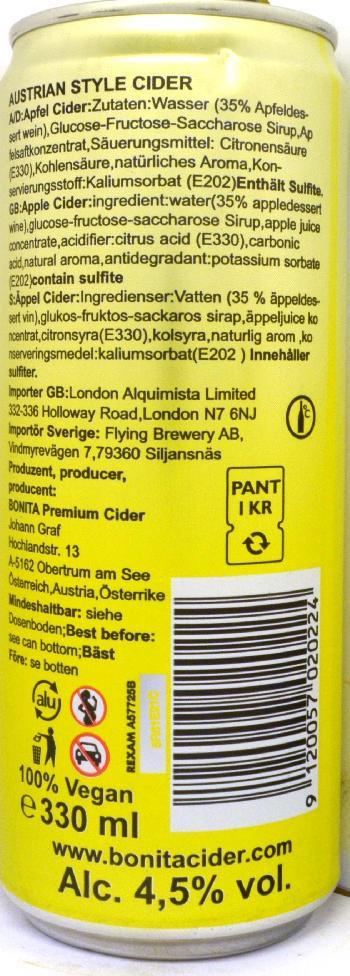 AUSTRIAN STYLE CIDER
A/D:Apfel Cider:Zutaten:Wasser (35% Apfeldes-
sert wein),Glucose-Fructose-Saccharose Sirup,Ap
felsaftkonzentrat,Säuerungsmittel: Citronensäure
(E330),Kohlensäure,natürliches Aroma,Kon-
servierungsstoff:Kaliumsorbat (E202)Enthält Sulfite.
GB:Apple Cider:ingredient:water(35% appledessert
wine),glucose-fructose-saccharose Sirup,apple juice
concentrate,acidifier:citrus acid (E330),carbonic
acid,natural aroma,antidegradant:potassium sorbate
(E202)contain sulfite
S:Äppel Cider:Ingredienser:Vatten (35 % äppeldes-
sert vin),glukos-fruktos-sackaros sirap,äppeljuice ko
ncentrat,citronsyra(E330),kolsyra,naturlig arom ,ko
nserveringsmedel:kaliumsorbat(E202 ) Innehåller
sulfiter.
Importer GB:London Alquimista Limited
332-336 Holloway Road,London N7 6NJ
Importör Sverige: Flying Brewery AB,
Vindmyrevägen 7,79360 Siljansnäs
Produzent, producer,
producent:
BONITA Premium Cider
Johann Graf
Hochlandstr. 13
A-5162 Obertrum am See
Österreich,Austria,Österrike
Mindeshaltbar: siehe
Dosenboden;Best before:
see can bottom;Bäst
Före: se botten
PANT
1 KR
alu
REXAM A57725B
9 120057 020224
100% Vegan
e 330 ml
www.bonitacider.com
Alc. 4,5% vol.